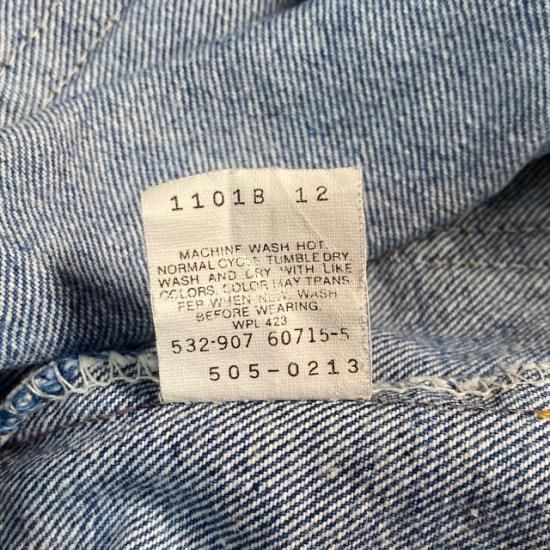 1101B 12
MACHINE WASH HOT.
NORMAL CYCLE TUMBLE DRY.
WASH AND DRY WITH LIKE
COLORS. COLOR MAY TRANS
FER WHEN NEW. WASH
BEFORE WEARING.
WPL 423
532-907 60715-5
505-0213